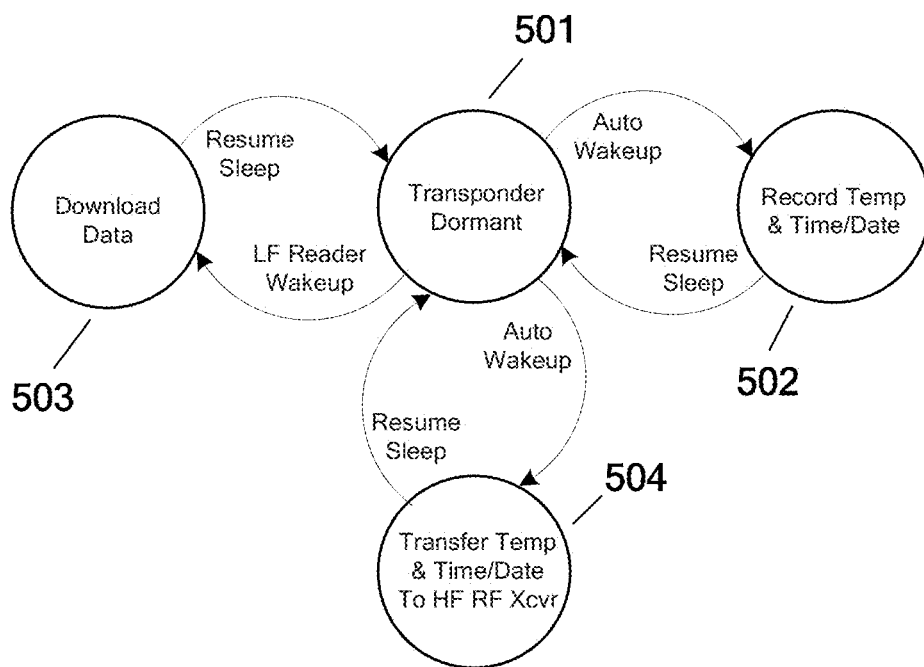 501
Resume
Sleep
Auto
Wakeup
Download
Data
Transponder
Dormant
Record Temp
& Time/Date
LF Reader
Wakeup
Resume
Sleep
503
Auto
Wakeup
502
Resume
Sleep
504
Transfer Temp
& Time/Date
To HF RF Xcvr